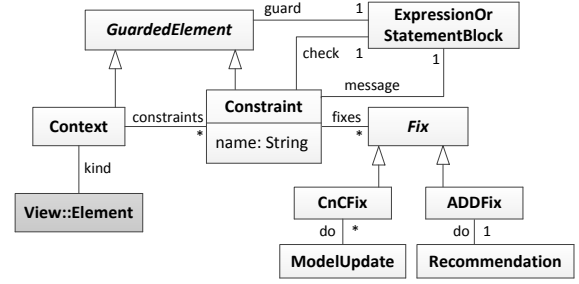 GuardedElement
guard
1
ExpressionOr
StatementBlock
check
1
1
message
Context
constraints
*
Constraint
name: String
fixes
*
Fix
kind
View::Element
CnCFix
ADDFix
do
*
do
1
ModelUpdate
Recommendation